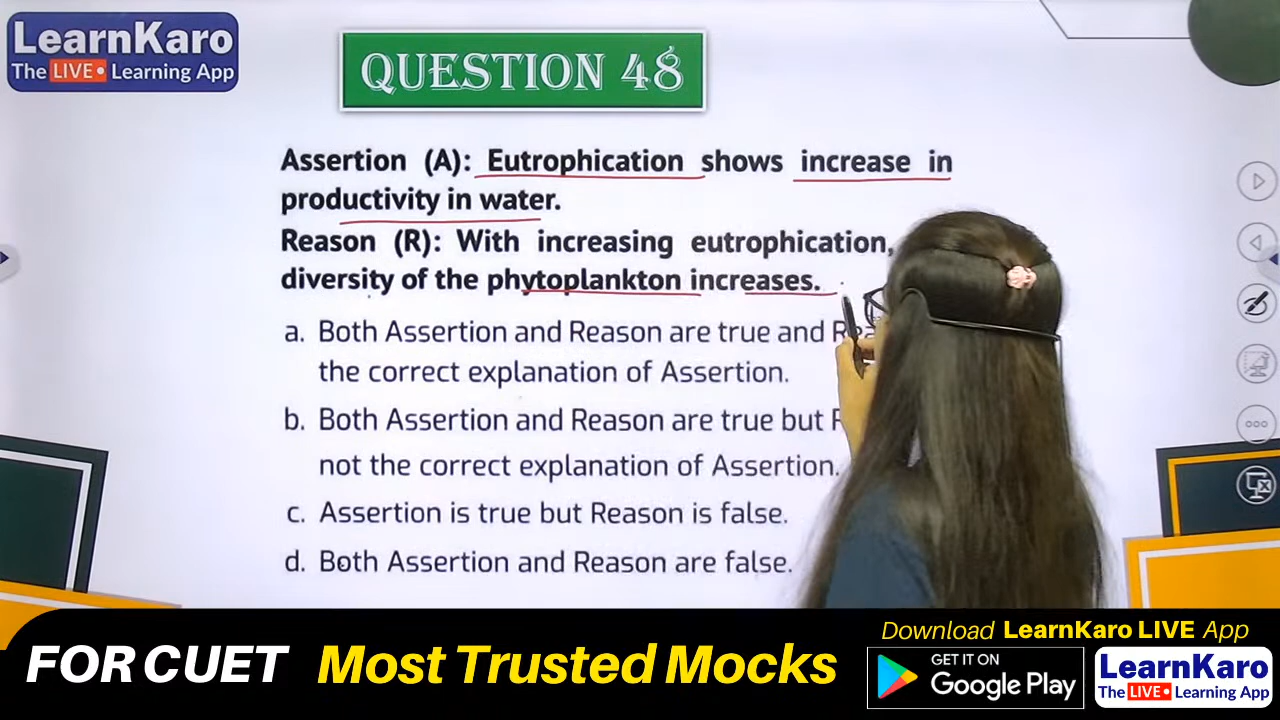 LearnKaro
The LIVE Learning App
QUESTION 48
Assertion (A): Eutrophication shows increase in
productivity in water.
Reason (R): With increasing eutrophication,
diversity of the phytoplankton increases.
a. Both Assertion and Reason are true and
the correct explanation of Assertion.
b. Both Assertion and Reason are true but
not the correct explanation of Assertion.
c. Assertion is true but Reason is false.
d. Both Assertion and Reason are false.
FOR CUET Most Trusted Mocks
Download LearnKaro LIVE App
GET IT ON
Google Play
LearnKaro
The LIVE Learning App